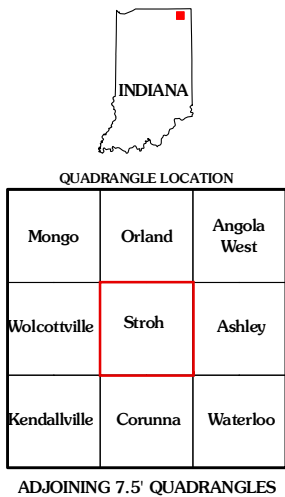 INDIANA
QUADRANGLE LOCATION
Mongo
Orland
Angola
West
Wolcottville
Stroh
Ashley
Kendallville
Corunna
Waterloo
ADJOINING 7.5' QUADRANGLES